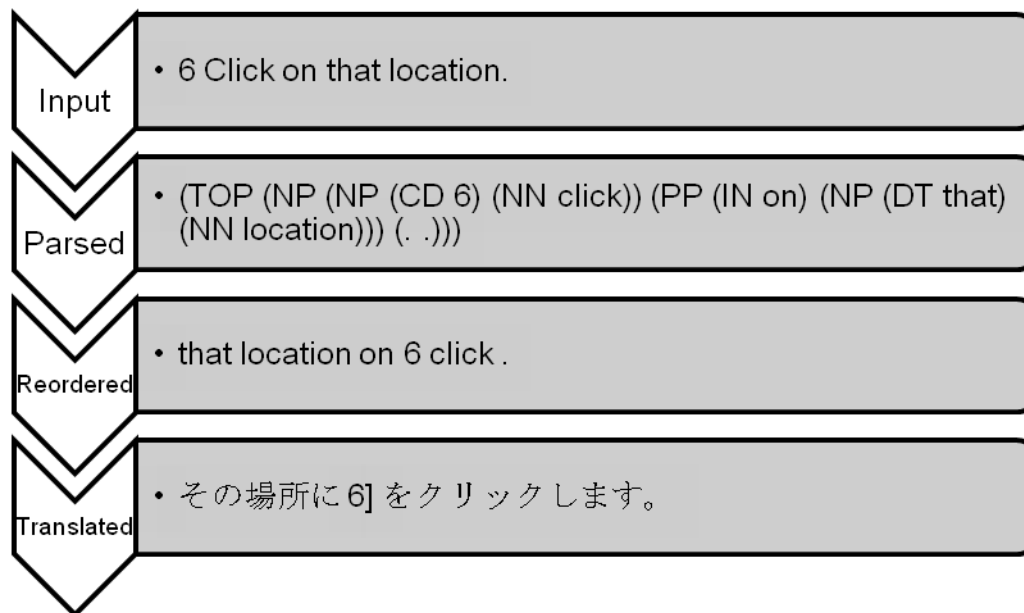 Input
• 6 Click on that location.
Parsed
• (TOP (NP (NP (CD 6) (NN click)) (PP (IN on) (NP (DT that)
(NN location))) (. .)))
Reordered
• that location on 6 click .
Translated
• その場所に 6] をクリックします。